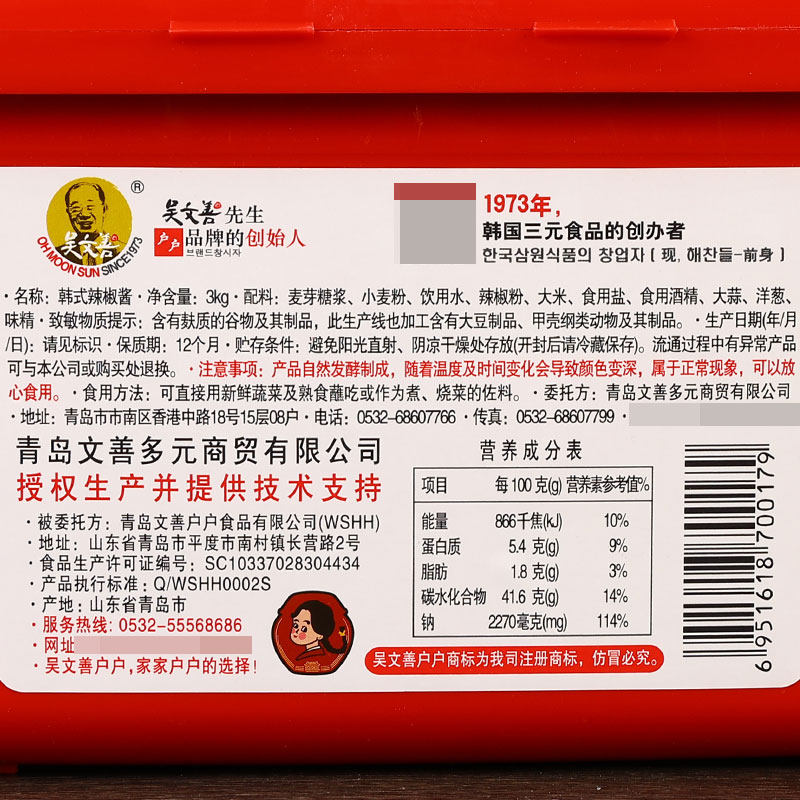 吴文善
OH MOON SUN SINCE1973
®
吴文善先生
户户品牌的创始人
브랜드창시자
1973年,
韩国三元食品的创办者
한국삼원식품의 창업자 [ 现, 해찬들-前身 ]
·名称：韩式辣椒酱·净含量：3kg·配料：麦芽糖浆、小麦粉、饮用水、辣椒粉、大米、食用盐、食用酒精、大蒜、洋葱、
味精·致敏物质提示：含有麸质的谷物及其制品，此生产线也加工含有大豆制品、甲壳纲类动物及其制品。·生产日期(年/月
/日)：请见标识·保质期：12个月·贮存条件：避免阳光直射、阴凉干燥处存放(开封后请冷藏保存)。流通过程中有异常产品
可与本公司或购买处退换。·注意事项：产品自然发酵制成，随着温度及时间变化会导致颜色变深，属于正常现象，可以放
心食用。·食用方法：可直接用新鲜蔬菜及熟食蘸吃或作为煮、烧菜的佐料。·委托方：青岛文善多元商贸有限公司
·地址：青岛市市南区香港中路18号15层08户·电话：0532-68607766·传真：0532-68607799·
青岛文善多元商贸有限公司
授权生产并提供技术支持
·被委托方：青岛文善户户食品有限公司(WSHH)
·地址：山东省青岛市平度市南村镇长营路2号
·食品生产许可证编号：SC10337028304434
·产品执行标准：Q/WSHH0002S
·产地：山东省青岛市
·服务热线：0532-55568686
·网址
·吴文善户户,家家户户的选择!
营养成分表
项目 每100克(g) 营养素参考值%
能量 866千焦(kJ) 10%
蛋白质 5.4 克(g) 9%
脂肪 1.8 克(g) 3%
碳水化合物 41.6 克(g) 14%
钠 2270毫克(mg) 114%
吴文善户户商标为我司注册商标，仿冒必究。
6 951618 700179